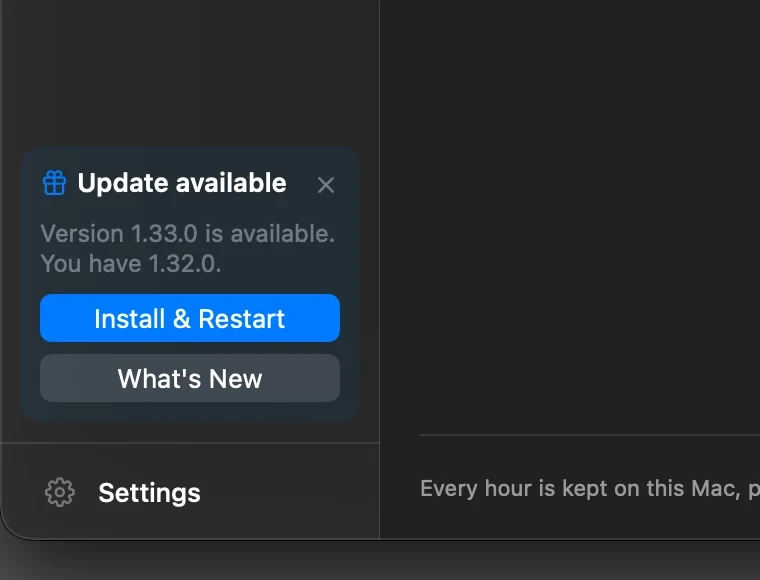 Update available
Version 1.33.0 is available.
You have 1.32.0.
Install & Restart
What's New
Settings
Every hour is kept on this Mac,